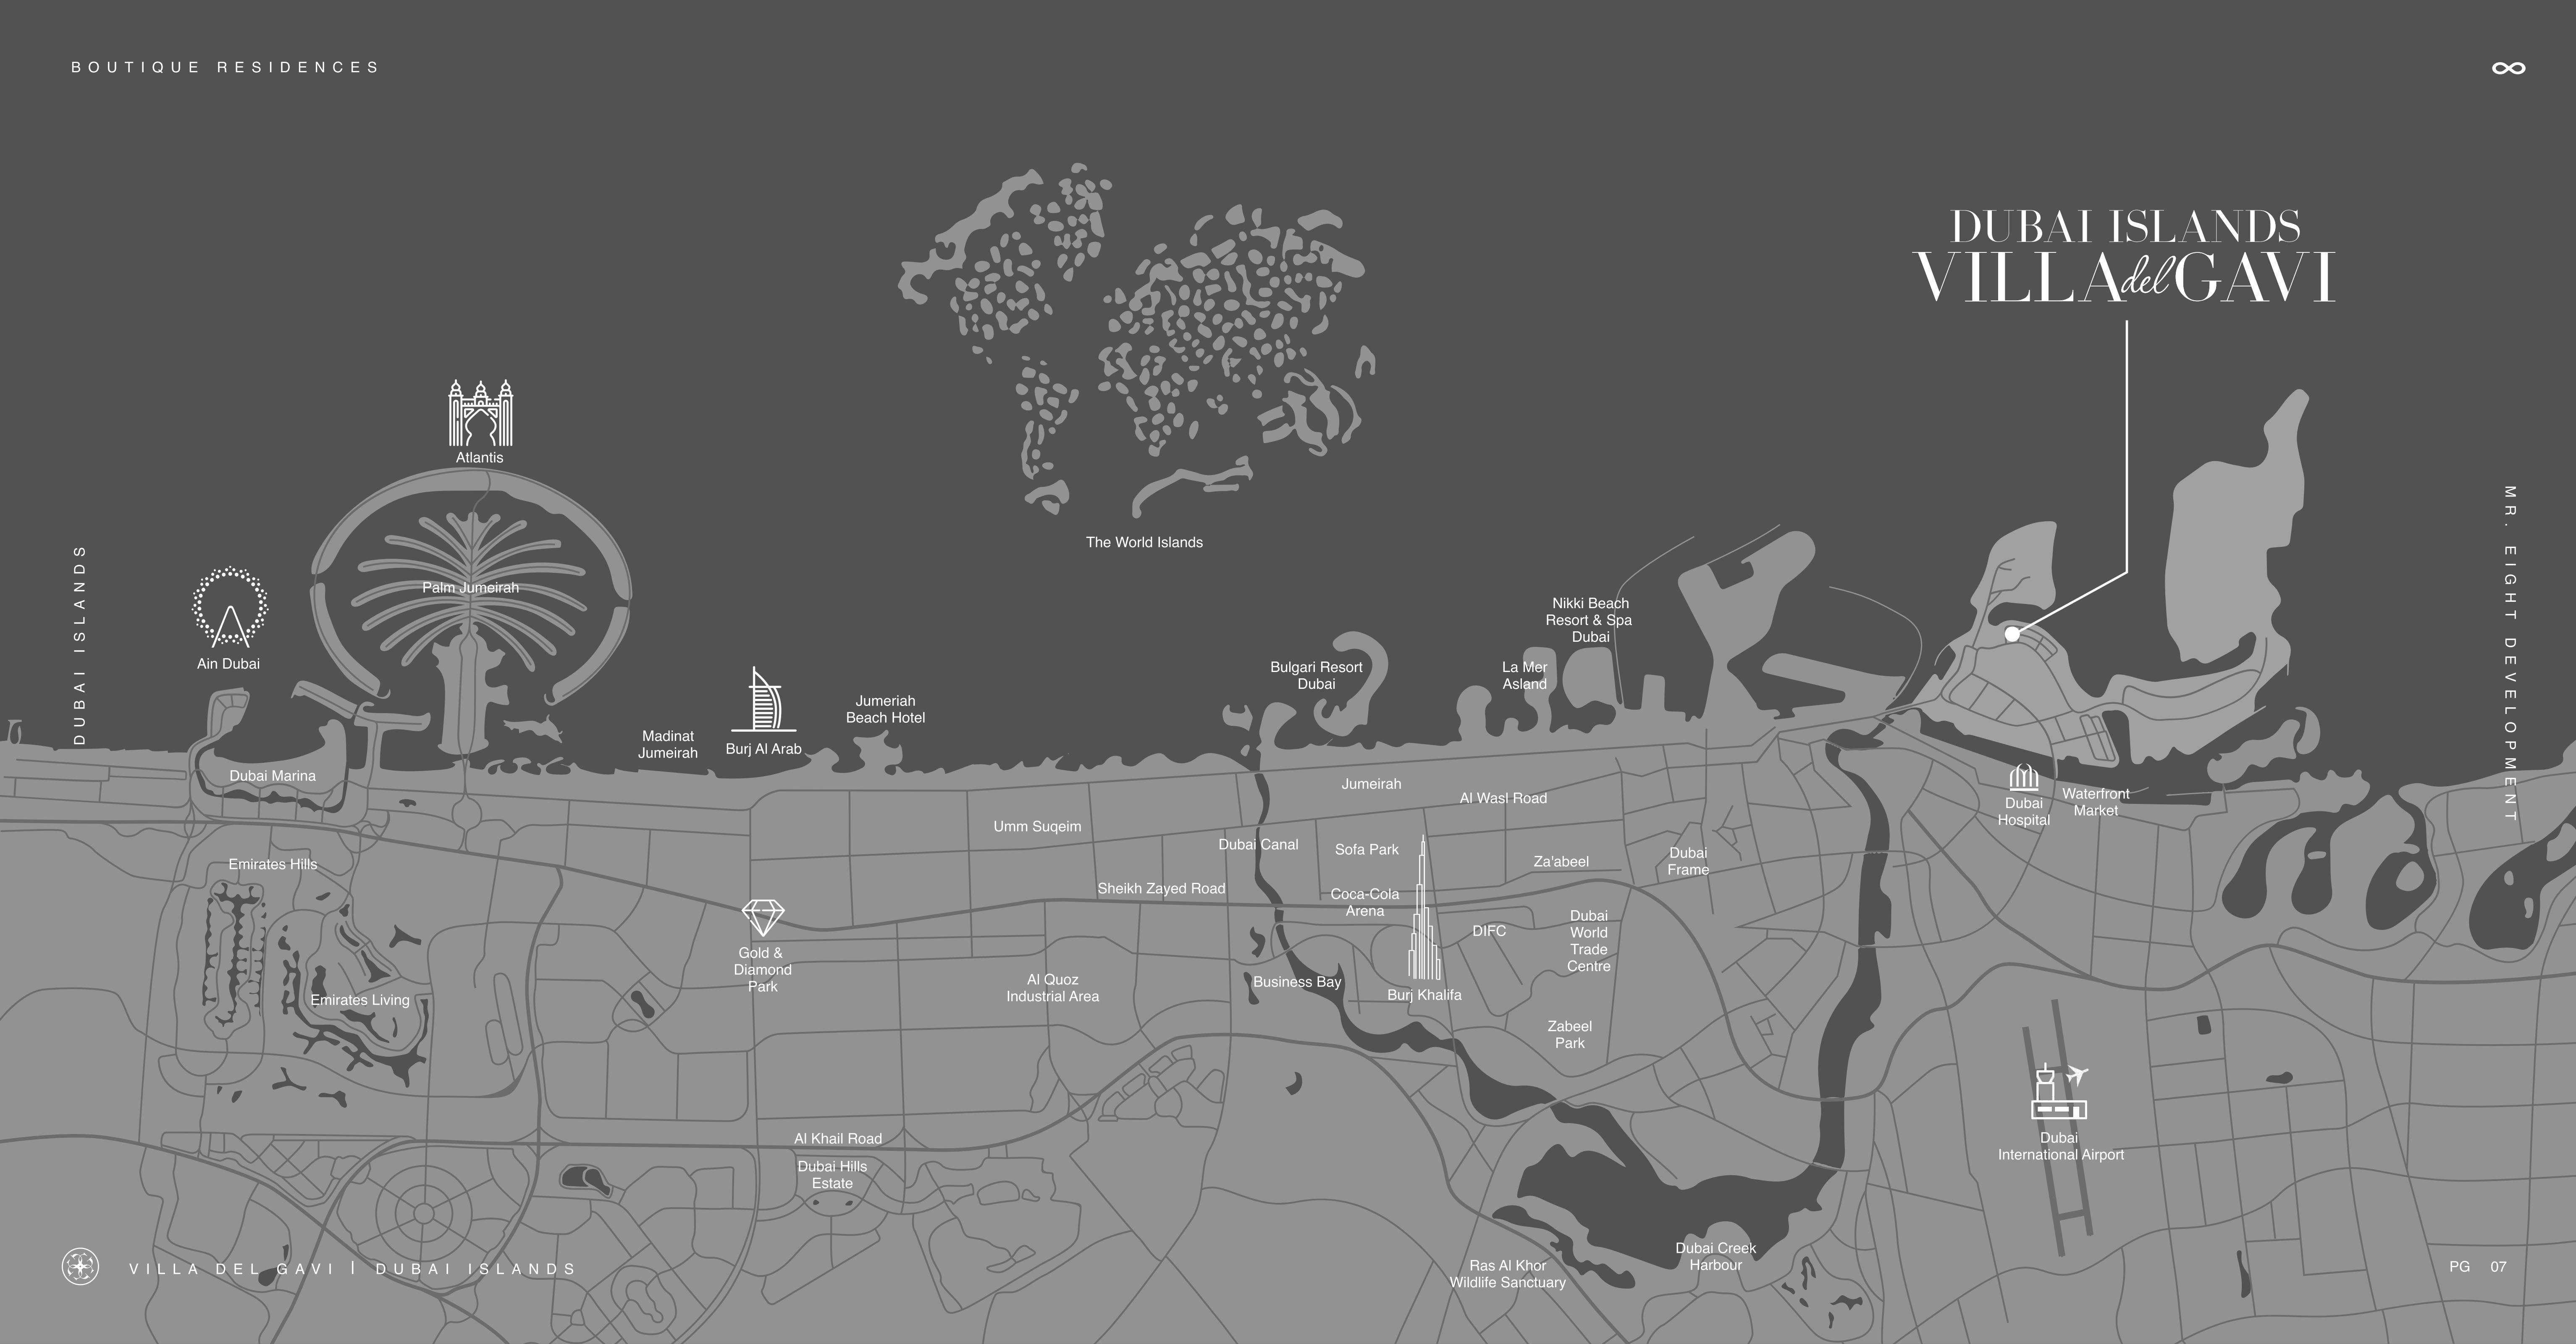 BOUTIQUE RESIDENCES
DUBAI ISLANDS
VILLA del GAVI
Atlantis
The World Islands
Palm Jumeirah
Ain Dubai
DUBAI ISLANDS
MR. EIGHT DEVELOPMENT
Nikki Beach
Resort & Spa
Dubai
Bulgari Resort
Dubai
La Mer
Asland
Jumeriah
Beach Hotel
Madinat
Jumeirah
Burj Al Arab
Dubai Marina
Jumeirah
Al Wasl Road
Dubai
Hospital
Waterfront
Market
Umm Suqeim
Dubai Canal
Sofa Park
Za'abeel
Dubai
Frame
Emirates Hills
Sheikh Zayed Road
Coca-Cola
Arena
DIFC
Dubai
World
Trade
Centre
Gold &
Diamond
Park
Al Quoz
Industrial Area
Business Bay
Burj Khalifa
Emirates Living
Zabeel
Park
Al Khail Road
Dubai Hills
Estate
Dubai
International Airport
Dubai Creek
Harbour
Ras Al Khor
Wildlife Sanctuary
VILLA DEL GAVI | DUBAI ISLANDS
PG 07